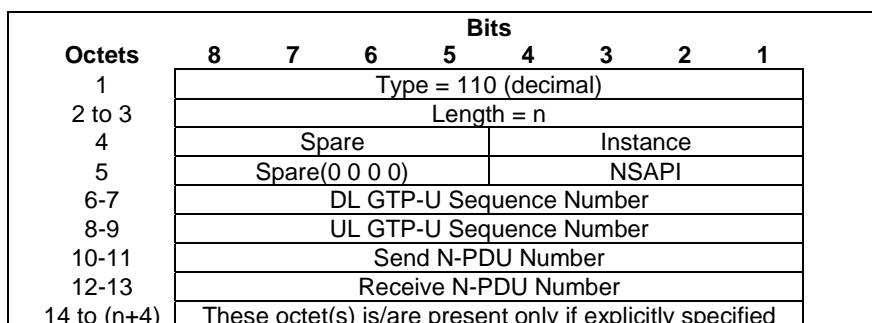 Bits
Octets 8 7 6 5 4 3 2 1
1 Type = 110 (decimal)
2 to 3 Length = n
4 Spare Instance
5 Spare(0 0 0 0) NSAPI
6-7 DL GTP-U Sequence Number
8-9 UL GTP-U Sequence Number
10-11 Send N-PDU Number
12-13 Receive N-PDU Number
14 to (n+4) These octet(s) is/are present only if explicitly specified